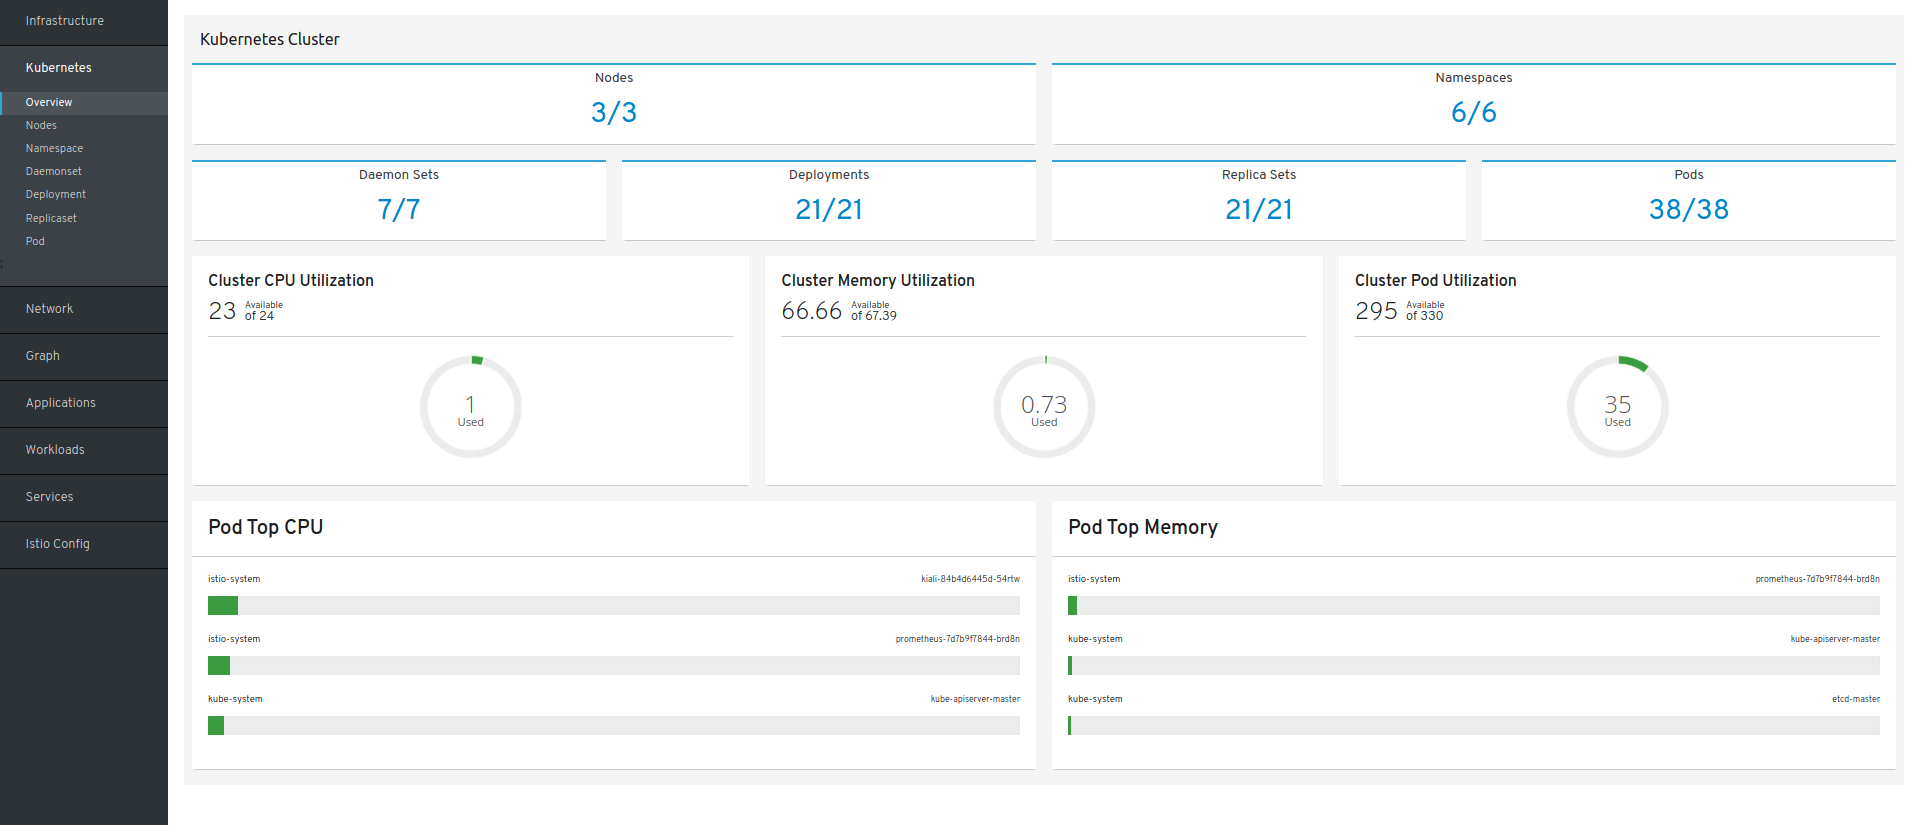 Infrastructure
Kubernetes
Overview
Nodes
Namespace
Daemonset
Deployment
Replicaset
Pod
;
Network
Graph
Applications
Workloads
Services
Istio Config
Kubernetes Cluster
Nodes
3/3
Namespaces
6/6
Daemon Sets
7/7
Deployments
21/21
Replica Sets
21/21
Pods
38/38
Cluster CPU Utilization
23 Available of 24
1
Used
Cluster Memory Utilization
66.66 Available of 67.39
0.73
Used
Cluster Pod Utilization
295 Available of 330
35
Used
Pod Top CPU
istio-system kiali-84b4d6445d-54rtw
istio-system prometheus-7d7b9f7844-brd8n
kube-system kube-apiserver-master
Pod Top Memory
istio-system prometheus-7d7b9f7844-brd8n
kube-system kube-apiserver-master
kube-system etcd-master